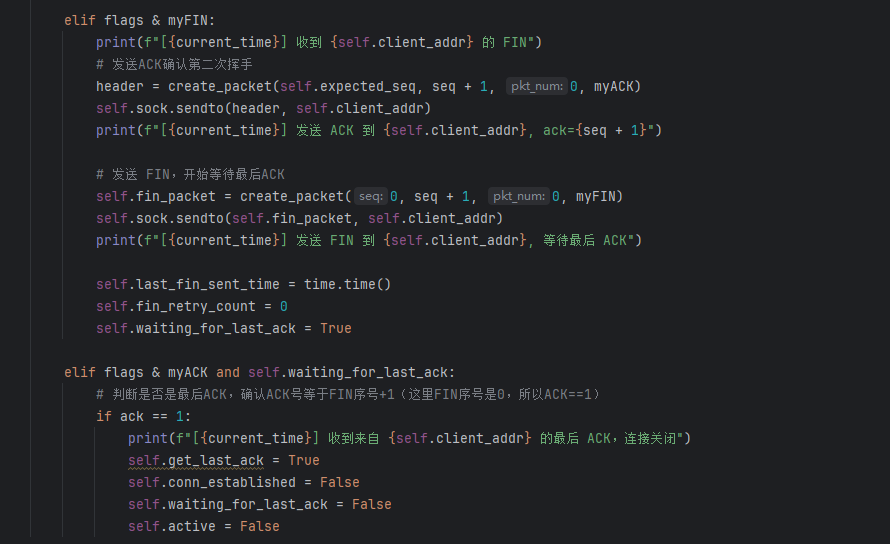 elif flags & myFIN:
print(f"[{current_time}] 收到 {self.client_addr} 的 FIN")
# 发送ACK确认第二次挥手
header = create_packet(self.expected_seq, seq + 1, pkt_num: 0, myACK)
self.sock.sendto(header, self.client_addr)
print(f"[{current_time}] 发送 ACK 到 {self.client_addr}, ack={seq + 1}")
# 发送 FIN，开始等待最后ACK
self.fin_packet = create_packet( seq: 0, seq + 1, pkt_num: 0, myFIN)
self.sock.sendto(self.fin_packet, self.client_addr)
print(f"[{current_time}] 发送 FIN 到 {self.client_addr}, 等待最后 ACK")
self.last_fin_sent_time = time.time()
self.fin_retry_count = 0
self.waiting_for_last_ack = True
elif flags & myACK and self.waiting_for_last_ack:
# 判断是否是最后ACK，确认ACK号等于FIN序号+1（这里FIN序号是0，所以ACK==1）
if ack == 1:
print(f"[{current_time}] 收到来自 {self.client_addr} 的最后 ACK，连接关闭")
self.get_last_ack = True
self.conn_established = False
self.waiting_for_last_ack = False
self.active = False